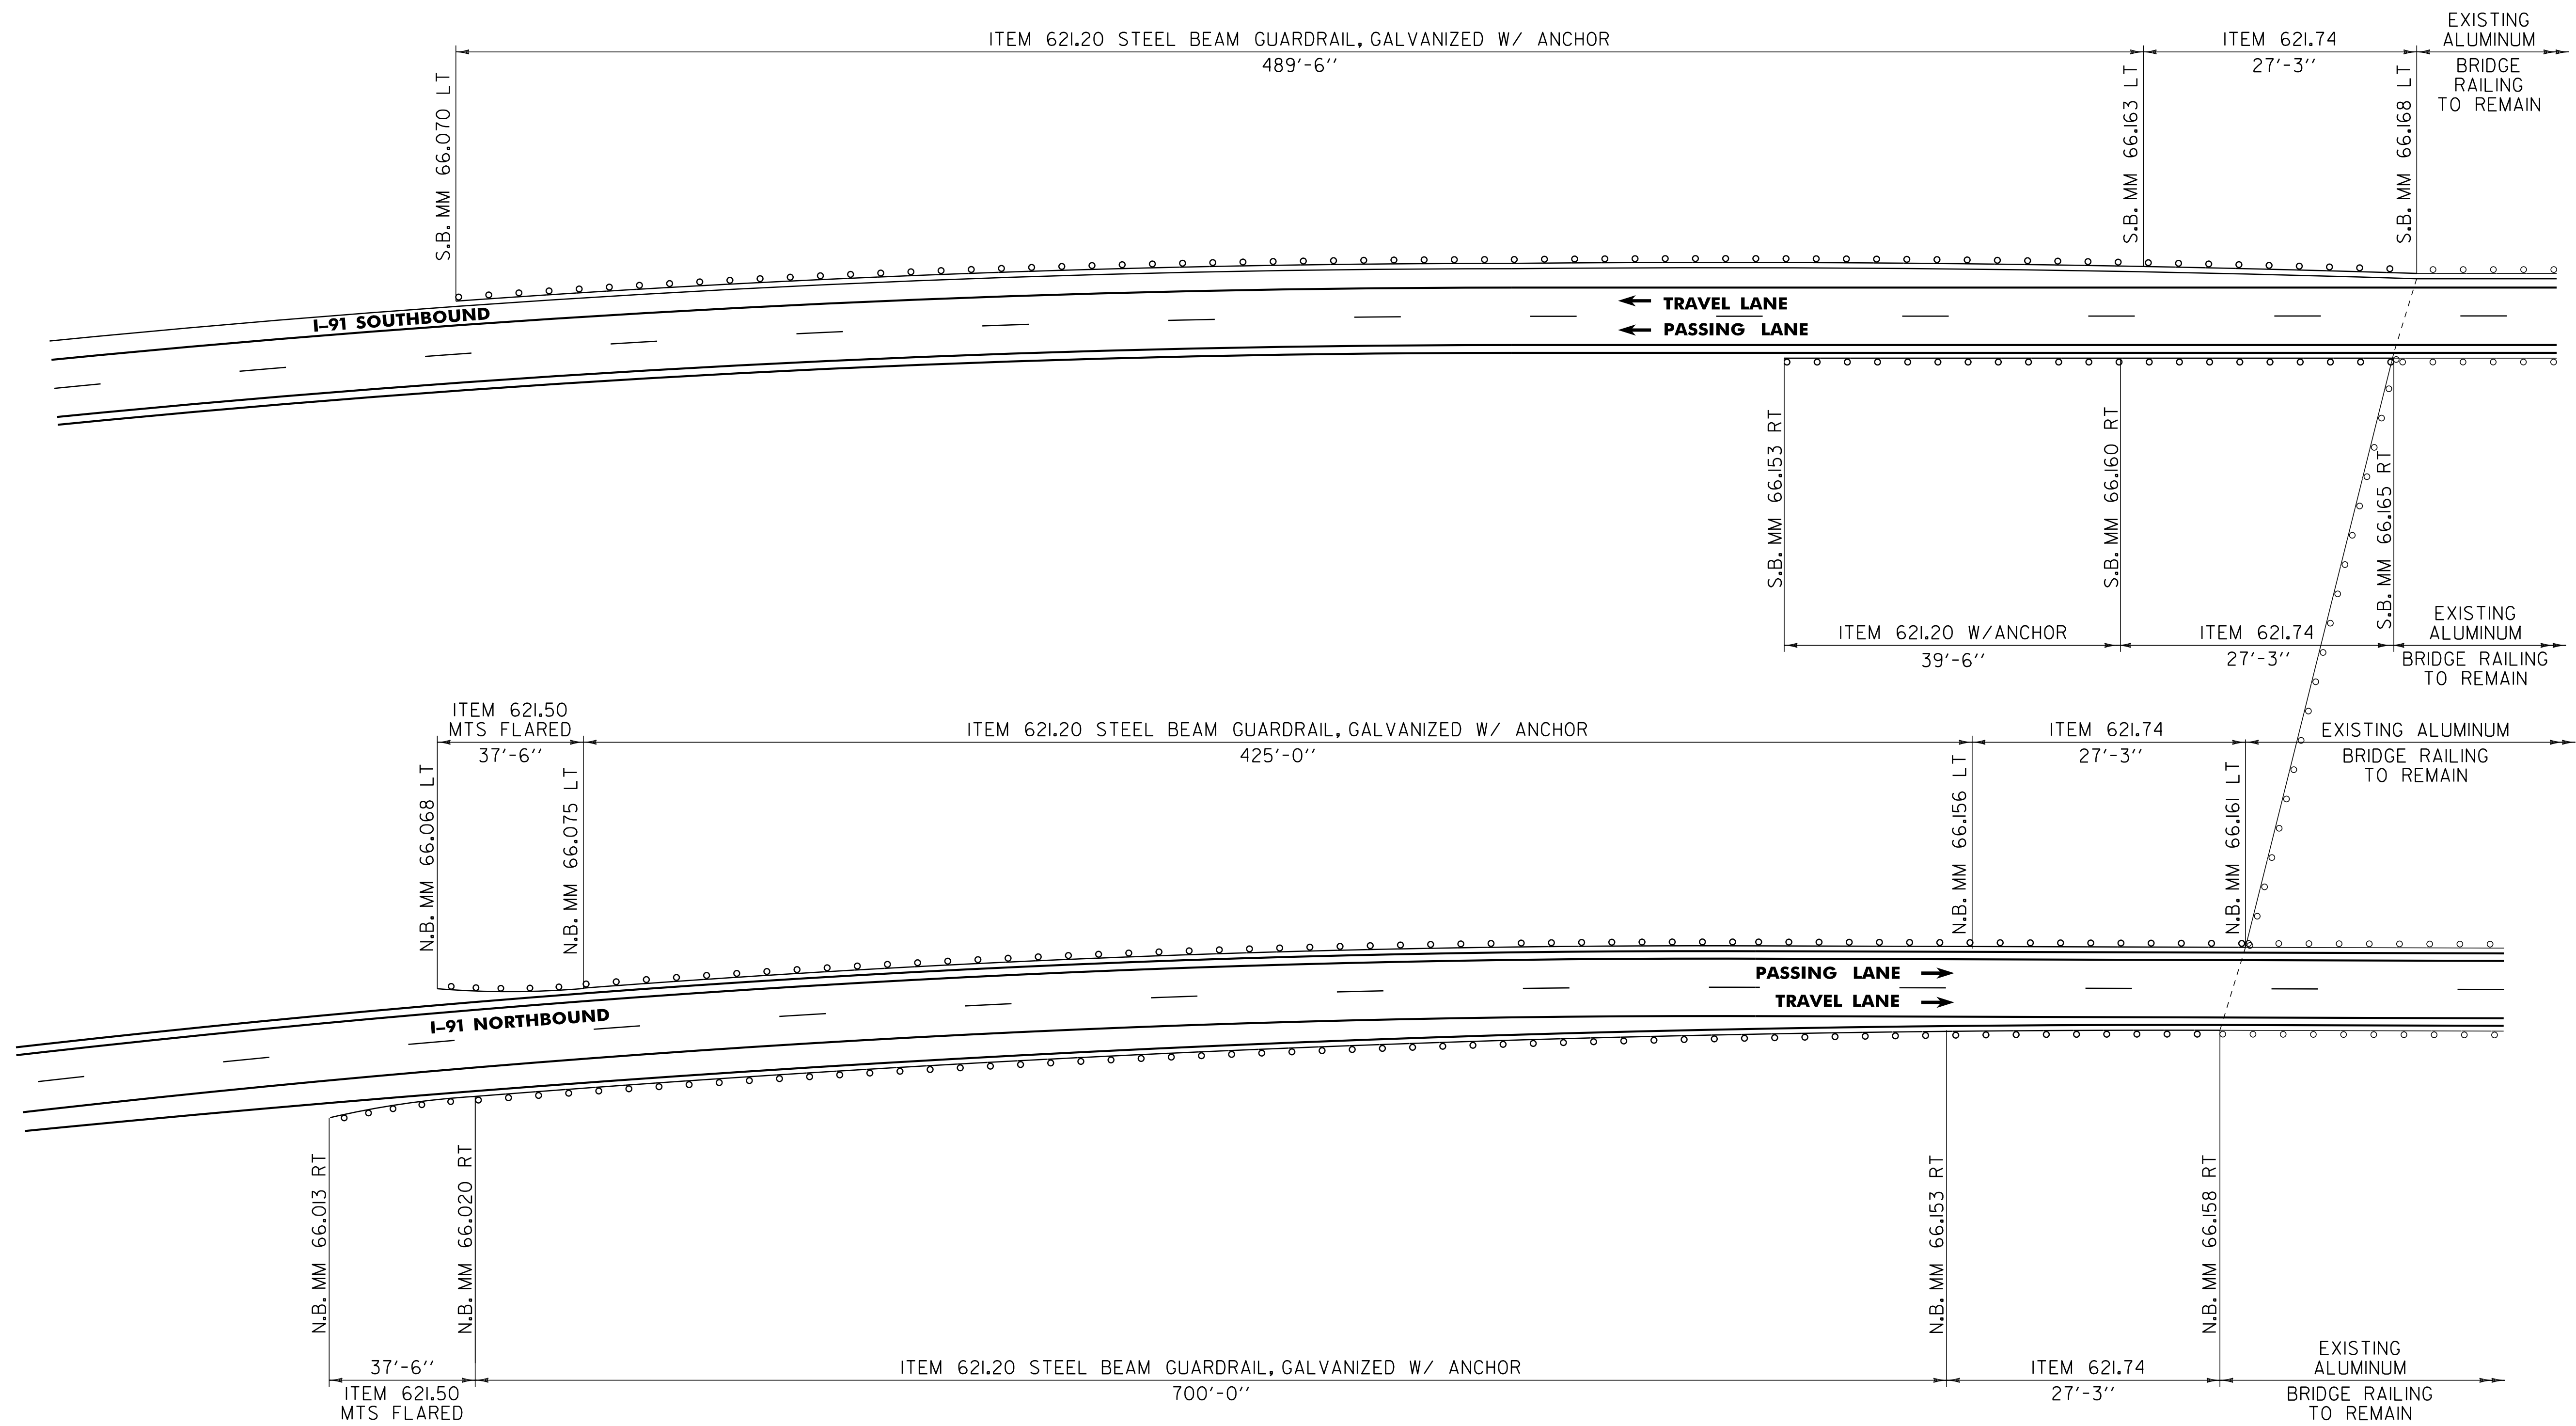 EXISTING
ALUMINUM
BRIDGE
RAILING
TO REMAIN
ITEM 621.20 STEEL BEAM GUARDRAIL, GALVANIZED W/ ANCHOR
489'-6''
ITEM 621.74
27'-3''
S.B. MM 66.070 LT
S.B. MM 66.163 LT
S.B. MM 66.168 LT
I-91 SOUTHBOUND
TRAVEL LANE
PASSING LANE
S.B. MM 66.153 RT
S.B. MM 66.160 RT
S.B. MM 66.165 RT
ITEM 621.20 W/ANCHOR
39'-6''
ITEM 621.74
27'-3''
EXISTING
ALUMINUM
BRIDGE RAILING
TO REMAIN
ITEM 621.50
MTS FLARED
37'-6''
ITEM 621.20 STEEL BEAM GUARDRAIL, GALVANIZED W/ ANCHOR
425'-0''
ITEM 621.74
27'-3''
EXISTING ALUMINUM
BRIDGE RAILING
TO REMAIN
N.B. MM 66.068 LT
N.B. MM 66.075 LT
N.B. MM 66.156 LT
N.B. MM 66.161 LT
PASSING LANE
TRAVEL LANE
I-91 NORTHBOUND
N.B. MM 66.013 RT
N.B. MM 66.020 RT
N.B. MM 66.153 RT
N.B. MM 66.158 RT
37'-6''
ITEM 621.50
MTS FLARED
ITEM 621.20 STEEL BEAM GUARDRAIL, GALVANIZED W/ ANCHOR
700'-0''
ITEM 621.74
27'-3''
EXISTING
ALUMINUM
BRIDGE RAILING
TO REMAIN